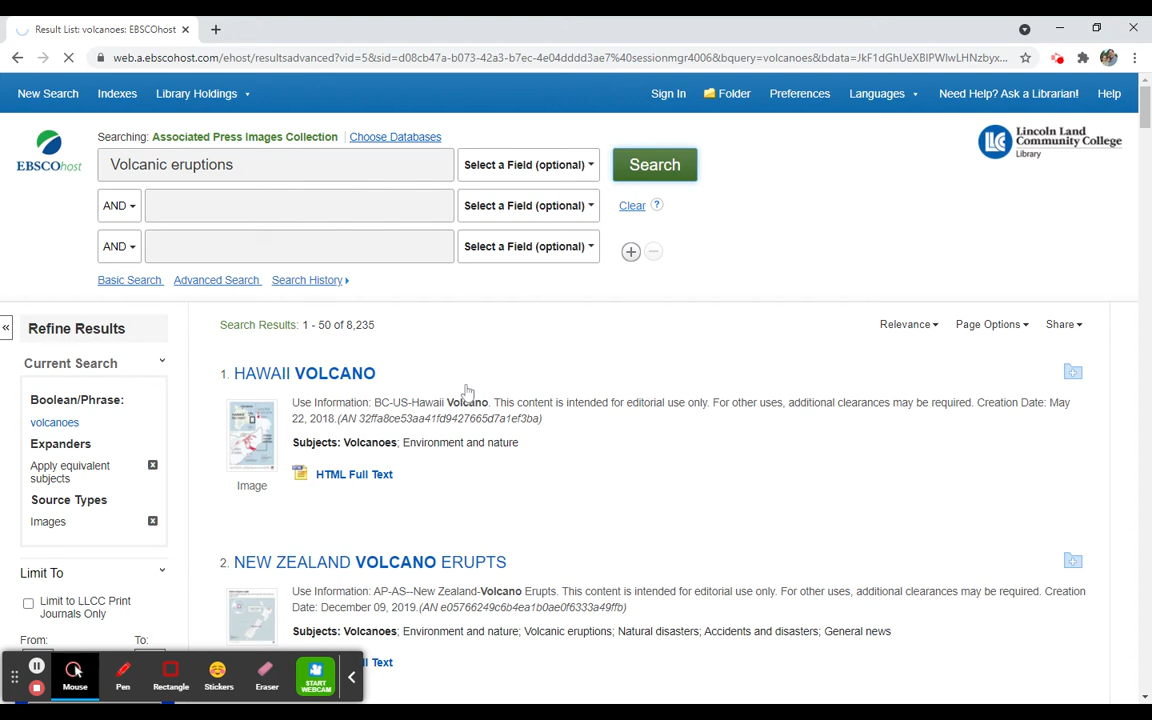 Result List: volcanoes: EBSCOhost
web.a.ebscohost.com/ehost/resultsadvanced?vid=5&sid=d08cb47a-b073-42a3-b7ec-4e04dddd3ae7%40sessionmgr4006&bquery=volcanoes&bdata=JkF1dGhUeXBlPWlwLHNzbyx...
New Search Indexes Library Holdings Sign In Folder Preferences Languages Need Help? Ask a Librarian! Help
Searching: Associated Press Images Collection Choose Databases
EBSCOhost
LLC Lincoln Land Community College Library
Volcanic eruptions Select a Field (optional) Search
AND Select a Field (optional) Clear ?
AND Select a Field (optional)
Basic Search Advanced Search Search History
« Refine Results
Search Results: 1 - 50 of 8,235 Relevance Page Options Share
Current Search
Boolean/Phrase:
volcanoes
Expanders
Apply equivalent
subjects
Source Types
Images
Limit To
Limit to LLCC Print
Journals Only
From: To:
1. HAWAII VOLCANO
Use Information: BC-US-Hawaii Volcano. This content is intended for editorial use only. For other uses, additional clearances may be required. Creation Date: May
22, 2018.(AN 32ffa8ce53aa41fd9427665d7a1ef3ba)
Subjects: Volcanoes; Environment and nature
HTML Full Text
Image
2. NEW ZEALAND VOLCANO ERUPTS
Use Information: AP-AS--New Zealand-Volcano Erupts. This content is intended for editorial use only. For other uses, additional clearances may be required. Creation
Date: December 09, 2019.(AN e05766249c6b4ea1b0ae0f6333a49ffb)
Subjects: Volcanoes; Environment and nature; Volcanic eruptions; Natural disasters; Accidents and disasters; General news
Text
Mouse Pen Rectangle Stickers Eraser START WEBCAM